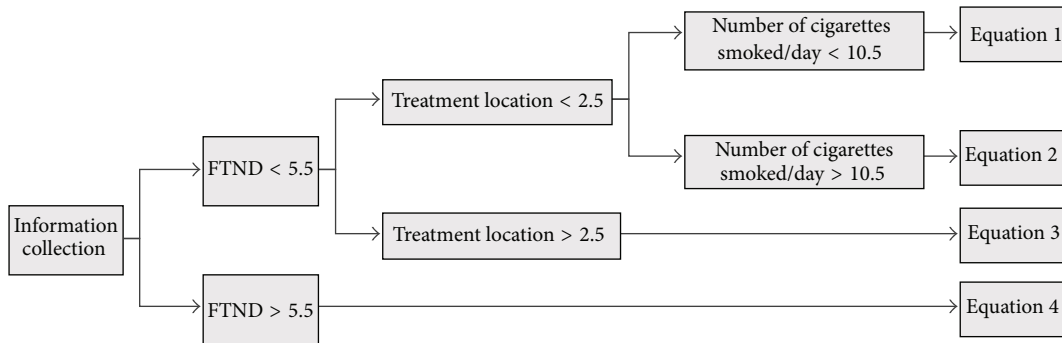 Information
collection
FTND < 5.5
FTND > 5.5
Treatment location < 2.5
Treatment location > 2.5
Number of cigarettes
smoked/day < 10.5
Number of cigarettes
smoked/day > 10.5
Equation 1
Equation 2
Equation 3
Equation 4